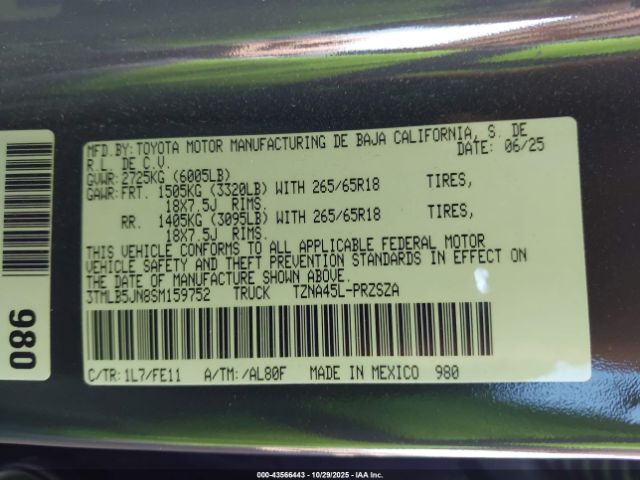 MFD.BY:TOYOTA MOTOR MANUFACTURING DE BAJA CALIFORNIA, S. DE
R.L. DE C.V. DATE: 06/25
GVWR:2725KG (6005LB)
GAWR:FRT. 1505KG (3320LB) WITH 265/65R18 TIRES,
18X7.5J RIMS.
RR. 1405KG (3095LB) WITH 265/65R18 TIRES,
18X7.5J RIMS.
THIS VEHICLE CONFORMS TO ALL APPLICABLE FEDERAL MOTOR
VEHICLE SAFETY AND THEFT PREVENTION STANDARDS IN EFFECT ON
THE DATE OF MANUFACTURE SHOWN ABOVE.
3TMLB5JN8SM159752 TRUCK TZNA45L-PRZSZA
C/TR:1L7/FE11 A/TM:/AL80F MADE IN MEXICO 980
980
000-43566443 - 10/29/2025 - IAAI, Inc.